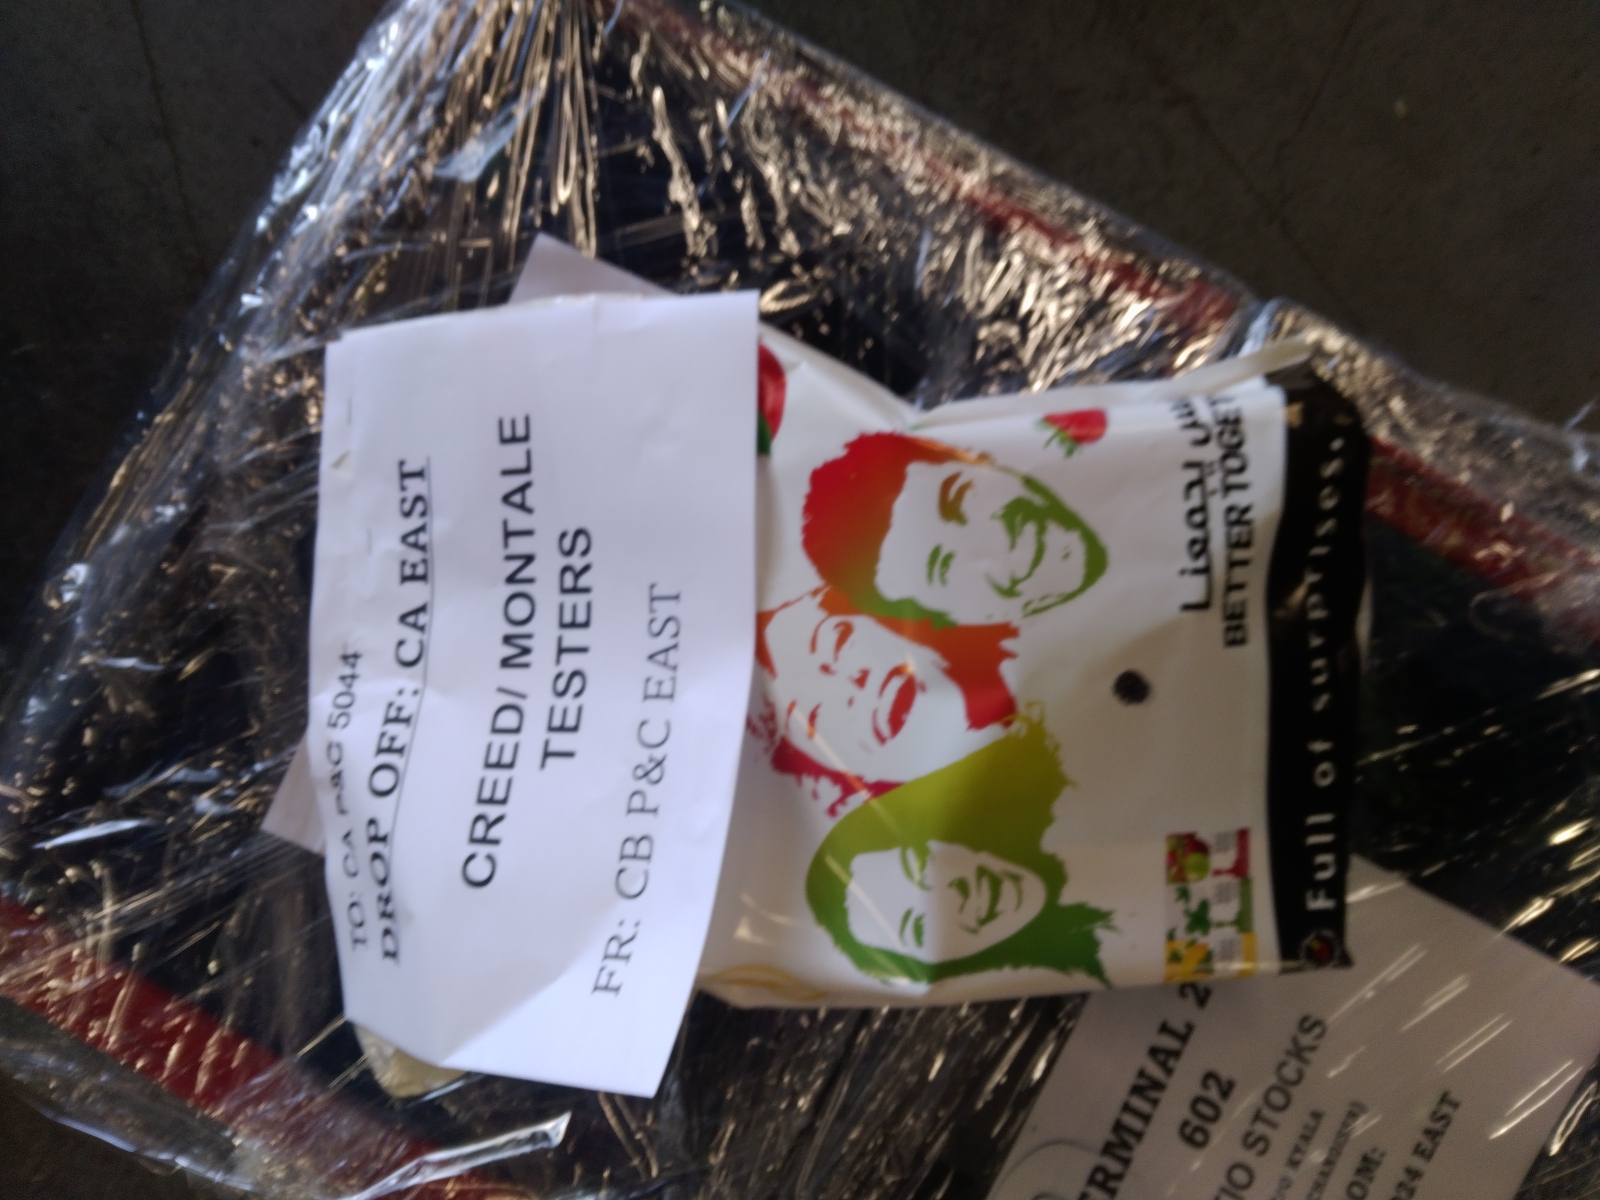 TO: CA P&C 5044
DROP OFF: CA EAST
CREED/ MONTALE
TESTERS
FR: CB P&C EAST
BETTER
Full of surprises.
TERMINAL 2
602
STOCKS
EAST